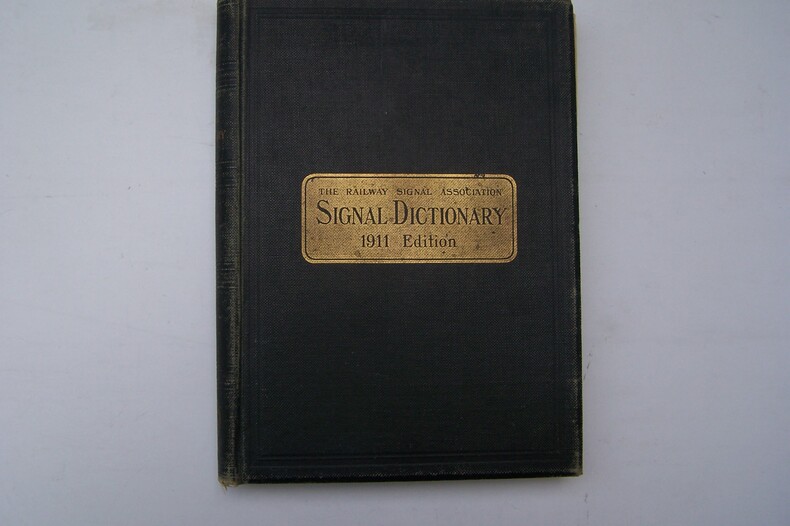 THE RAILWAY SIGNAL ASSOCIATION
SIGNAL DICTIONARY
1911 Edition